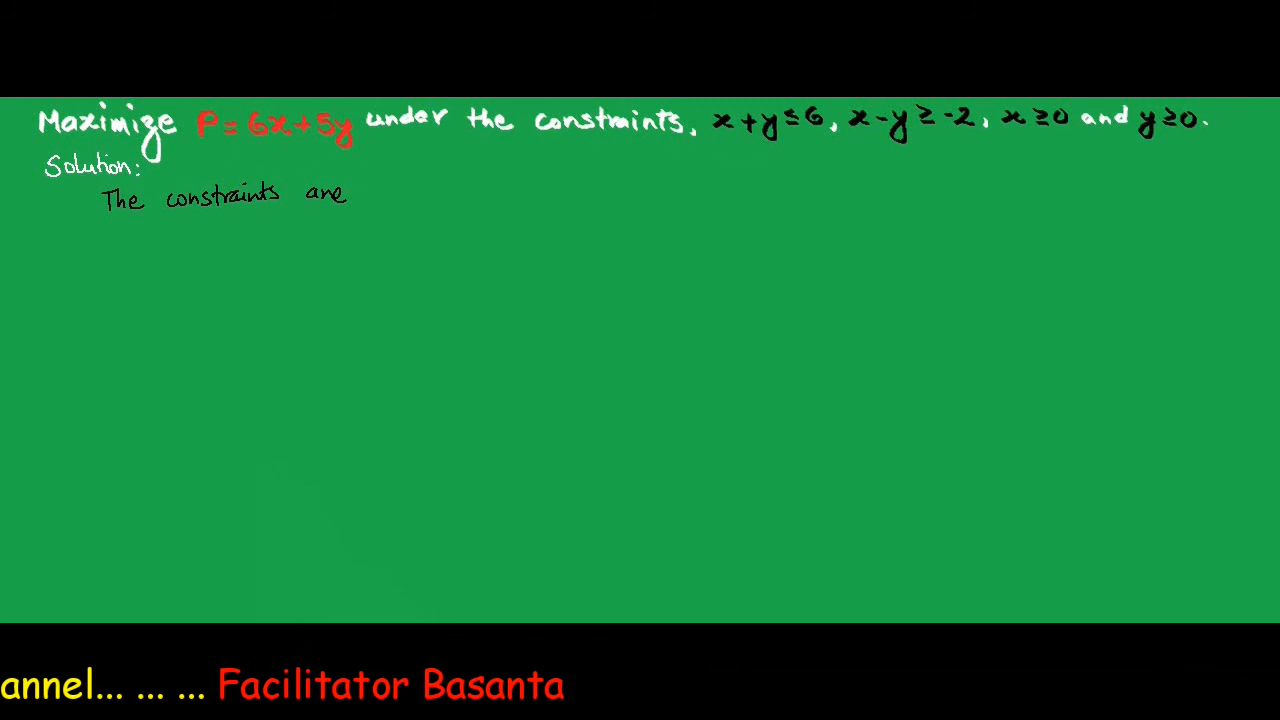 Maximize P = 6x + 5y under the constraints, x + y ≤ 6, x - y ≥ -2, x ≥ 0 and y ≥ 0.
Solution:
The constraints are
annel... ... ... Facilitator Basanta